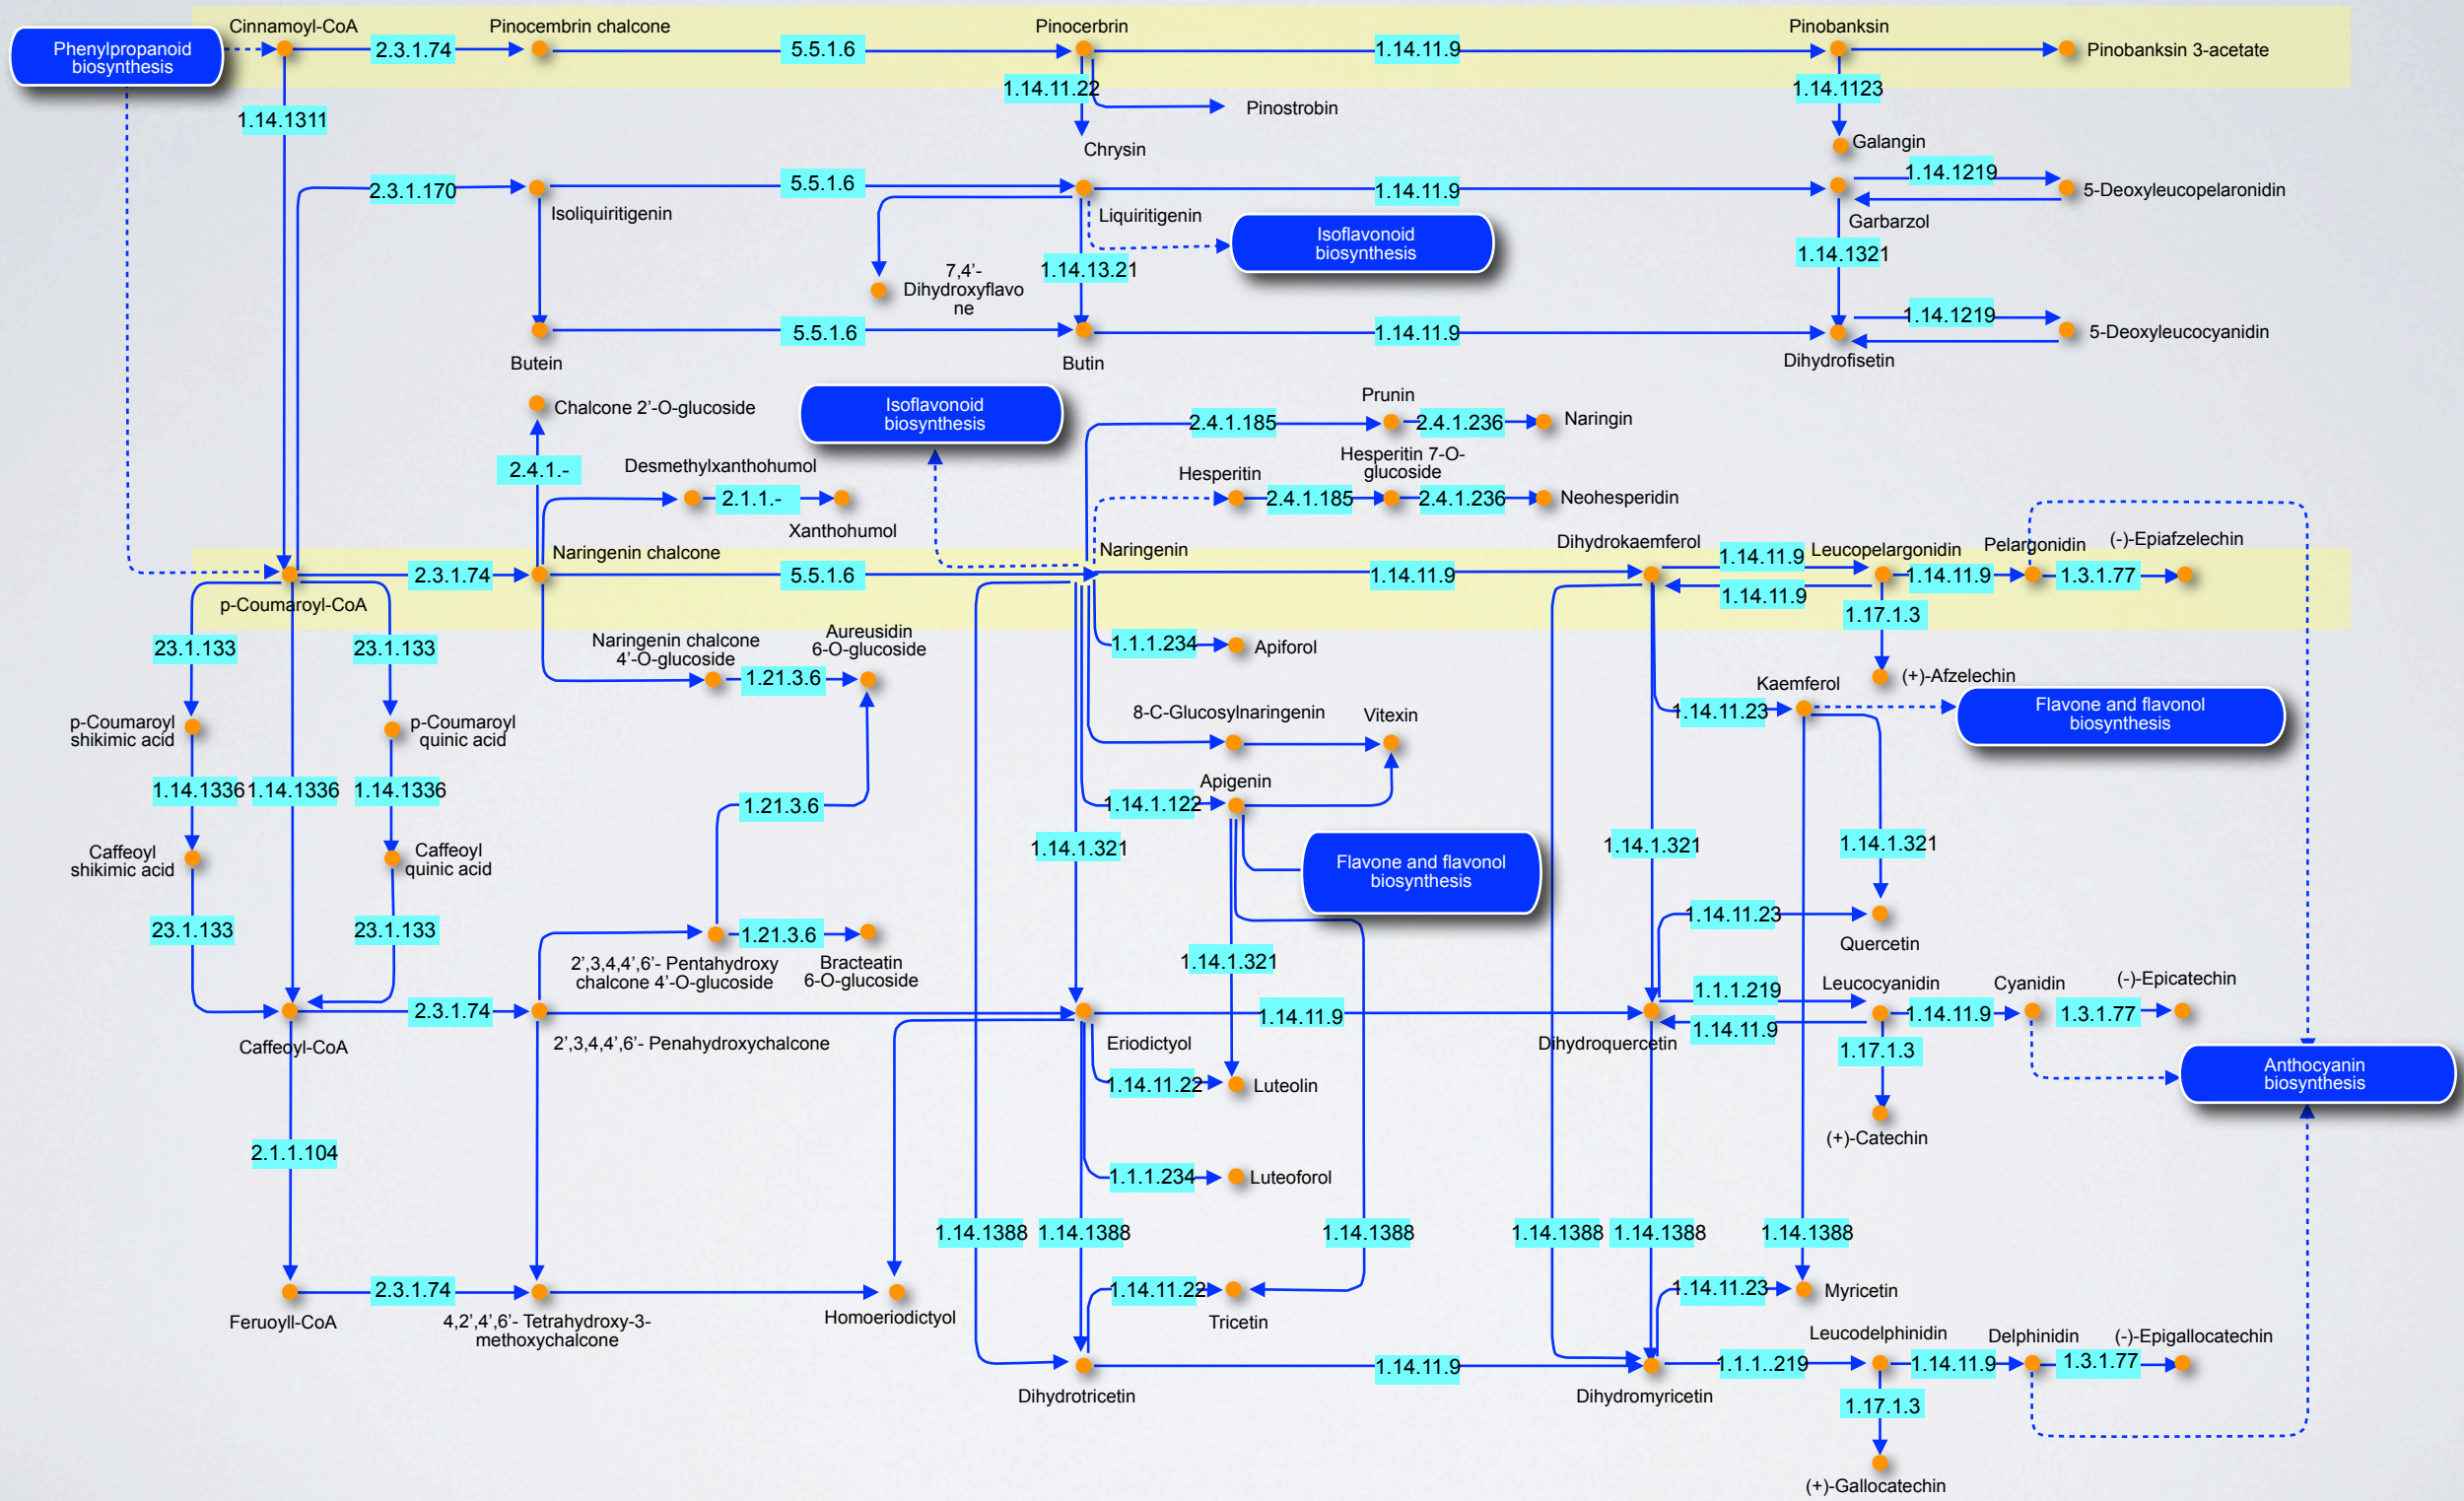 Cinnamoyl-CoA
Pinocembrin chalcone
Pinocerbrin
Pinobanksin
Phenylpropanoid
biosynthesis
2.3.1.74
5.5.1.6
1.14.11.9
Pinobanksin 3-acetate
1.14.11.22
1.14.1123
Pinostrobin
1.14.1311
Chrysin
Galangin
2.3.1.170
5.5.1.6
1.14.11.9
1.14.1219
5-Deoxyleucopelaronidin
Isoliquiritigenin
Liquiritigenin
Garbarzol
Isoflavonoid
biosynthesis
7,4’-
Dihydroxyflavo
ne
1.14.13.21
1.14.1321
5.5.1.6
1.14.11.9
1.14.1219
5-Deoxyleucocyanidin
Butein
Butin
Dihydrofisetin
Chalcone 2’-O-glucoside
Isoflavonoid
biosynthesis
Prunin
2.4.1.185
2.4.1.236
Naringin
2.4.1.-
Desmethylxanthohumol
Hesperitin
Hesperitin 7-O-
glucoside
2.1.1.-
2.4.1.185
2.4.1.236
Neohesperidin
Xanthohumol
Naringenin chalcone
Naringenin
Dihydrokaemferol
1.14.11.9
Leucopelargonidin
Pelargonidin
(-)-Epiafzelechin
2.3.1.74
5.5.1.6
1.14.11.9
1.14.11.9
1.3.1.77
1.14.11.9
p-Coumaroyl-CoA
1.17.1.3
23.1.133
23.1.133
Naringenin chalcone
4’-O-glucoside
Aureusidin
6-O-glucoside
1.1.1.234
Apiforol
1.21.3.6
(+)-Afzelechin
Kaemferol
p-Coumaroyl
shikimic acid
p-Coumaroyl
quinic acid
8-C-Glucosylnaringenin
Vitexin
1.14.11.23
Flavone and flavonol
biosynthesis
1.14.1336
1.14.1336
1.14.1336
1.21.3.6
Apigenin
1.14.1.122
Caffeoyl
shikimic acid
Caffeoyl
quinic acid
1.14.1.321
Flavone and flavonol
biosynthesis
1.14.1.321
1.14.1.321
23.1.133
23.1.133
1.21.3.6
1.14.11.23
Quercetin
2’,3,4,4’,6’- Pentahydroxy
chalcone 4’-O-glucoside
Bracteatin
6-O-glucoside
1.14.1.321
1.1.1.219
Leucocyanidin
Cyanidin
(-)-Epicatechin
2.3.1.74
1.14.11.9
1.14.11.9
1.14.11.9
1.3.1.77
Caffeoyl-CoA
2’,3,4,4’,6’- Penahydroxychalcone
Eriodictyol
Dihydroquercetin
1.17.1.3
Anthocyanin
biosynthesis
1.14.11.22
Luteolin
(+)-Catechin
2.1.1.104
1.1.1.234
Luteoforol
1.14.1388
1.14.1388
1.14.1388
1.14.1388
1.14.1388
1.14.1388
2.3.1.74
1.14.11.22
1.14.11.23
Myricetin
Feruoyll-CoA
4,2’,4’,6’- Tetrahydroxy-3-
methoxychalcone
Homoeriodictyol
Tricetin
Leucodelphinidin
Delphinidin
(-)-Epigallocatechin
1.14.11.9
1.1.1..219
1.14.11.9
1.3.1.77
Dihydrotricetin
Dihydromyricetin
1.17.1.3
(+)-Gallocatechin